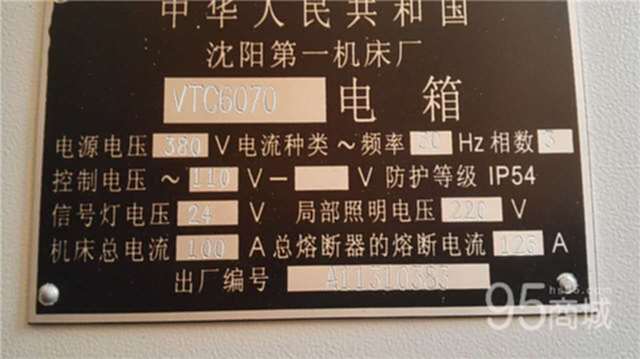 中华人民共和国
沈阳第一机床厂
VTC6070 电箱
电源电压 380 V 电流种类 ~ 频率 50 Hz 相数 3
控制电压 ~ 110 V — V 防护等级 IP54
信号灯电压 24 V 局部照明电压 220 V
机床总电流 100 A 总熔断器的熔断电流 125 A
出厂编号 A11310383
95商城